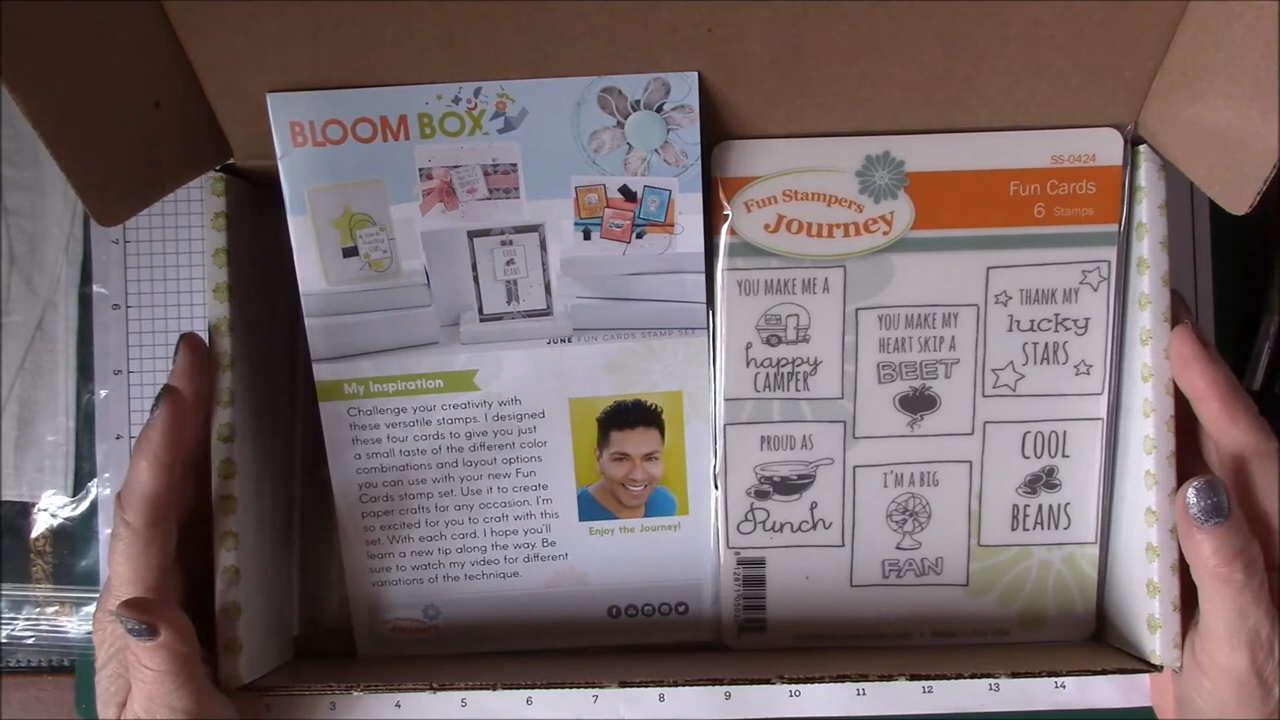 BLOOM BOX
COOL
BEANS
JUNE FUN CARDS STAMP SET
My Inspiration
Challenge your creativity with
these versatile stamps. I designed
these four cards to give you just
a small taste of the different color
combinations and layout options
you can use with your new Fun
Cards stamp set. Use it to create
paper crafts for any occasion. I'm
so excited for you to craft with this
set. With each card. I hope you'll
learn a new tip along the way. Be
sure to watch my video for different
variations of the technique.
Enjoy the Journey!
Journey
SS-0424
Fun Cards
6 Stamps
Fun Stampers
Journey
YOU MAKE A
happy
CAMPER
YOU MAKE MY
HEART SKIP A
BEET
THANK MY
lucky
STARS
PROUD AS
Punch
I'M A BIG
FAN
COOL
BEANS
7
6
5
4
3
4
5
6
7
8
9
10
11
12
13
14